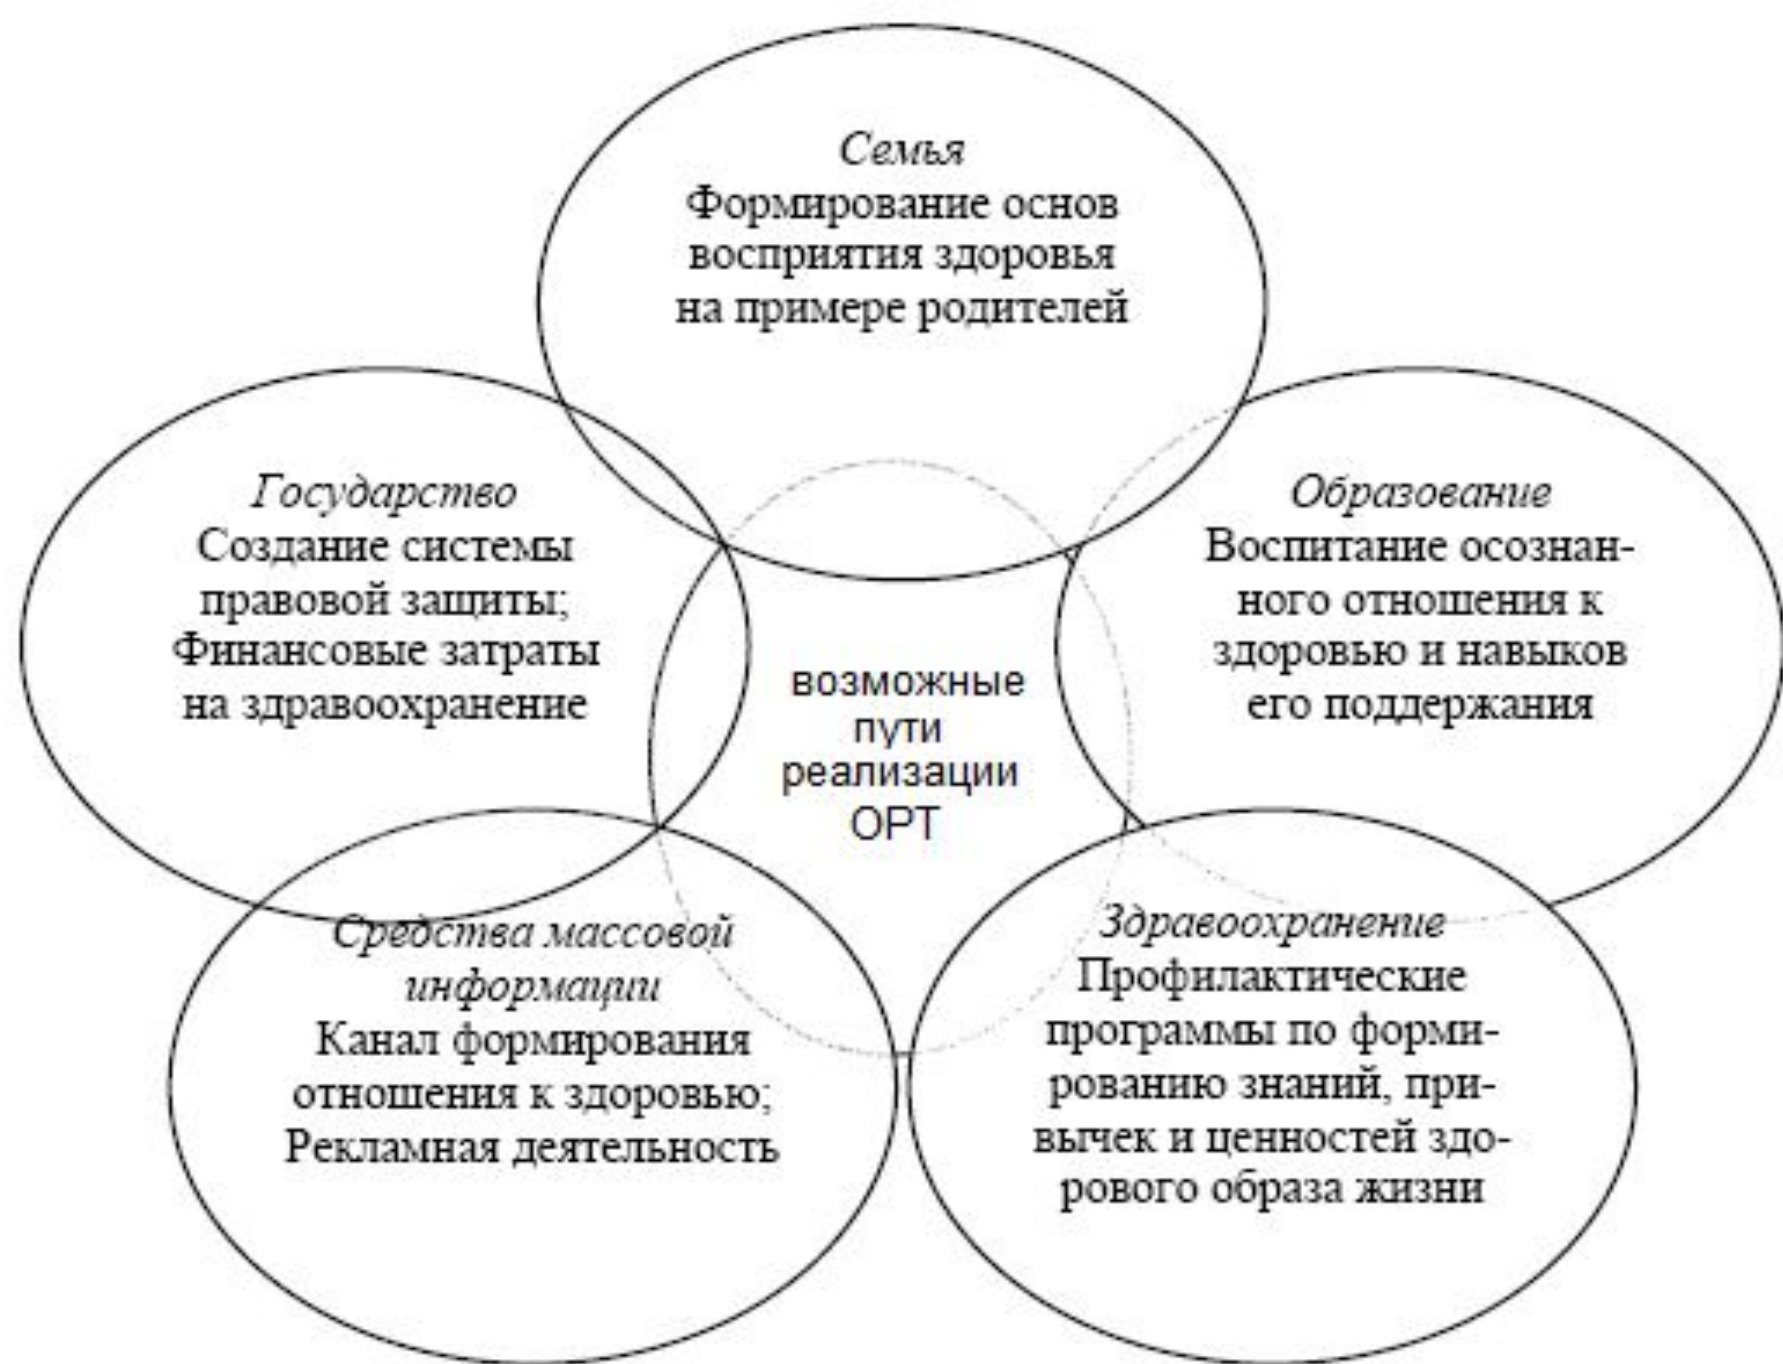 Семья
Формирование основ
восприятия здоровья
на примере родителей
Государство
Создание системы
правовой защиты;
Финансовые затраты
на здравоохранение
возможные
пути
реализации
ОРТ
Образование
Воспитание осознан-
ного отношения к
здоровью и навыков
его поддержания
Средства массовой
информации
Канал формирования
отношения к здоровью;
Рекламная деятельность
Здравоохранение
Профилактические
программы по форми-
рованию знаний, при-
вычек и ценностей здо-
рового образа жизни